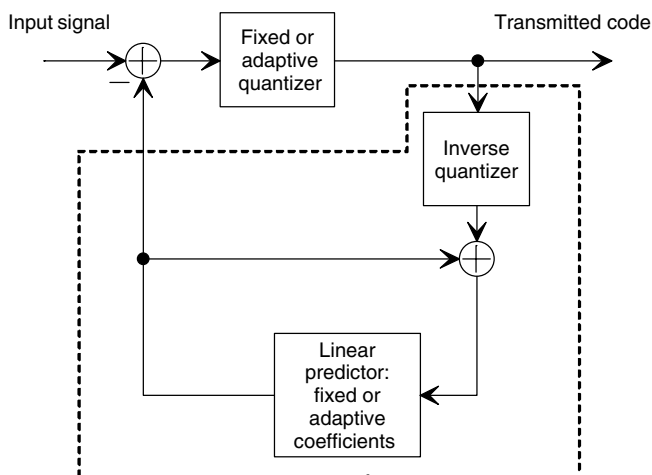 Input signal
Transmitted code
Fixed or
adaptive
quantizer
Inverse
quantizer
Linear
predictor:
fixed or
adaptive
coefficients